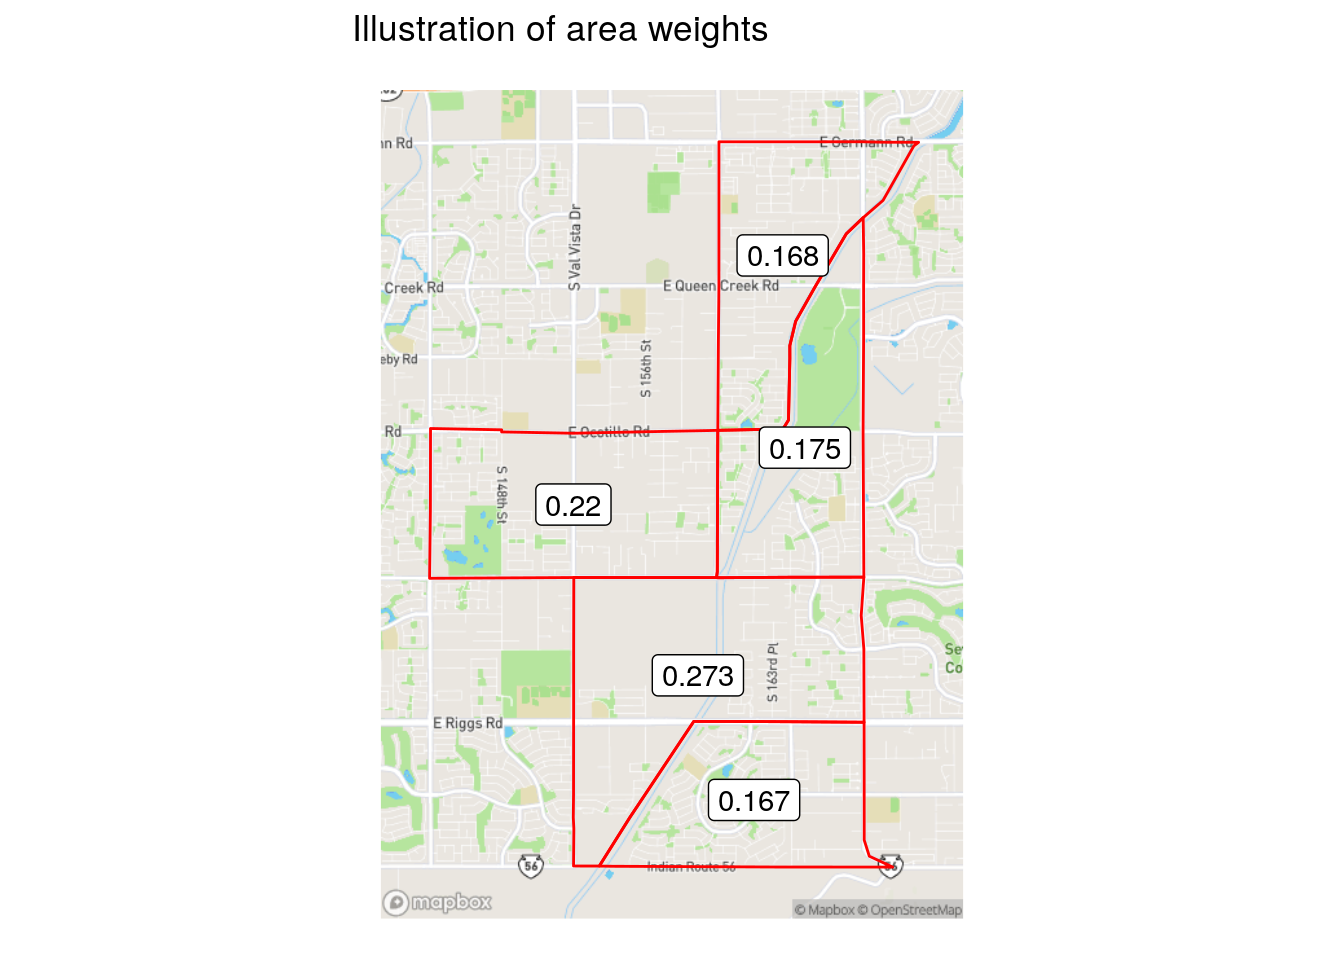 Illustration of area weights
nn Rd
E Germann Rd
S Val Vista Dr
0.168
Creek Rd
E Queen Creek Rd
eby Rd
S 156th St
Rd
E Ocotillo Rd
0.175
S 148th St
0.22
0.273
S 163rd Pl
E Riggs Rd
0.167
56
Indian Route 56
56
mapbox
© Mapbox © OpenStreetMap